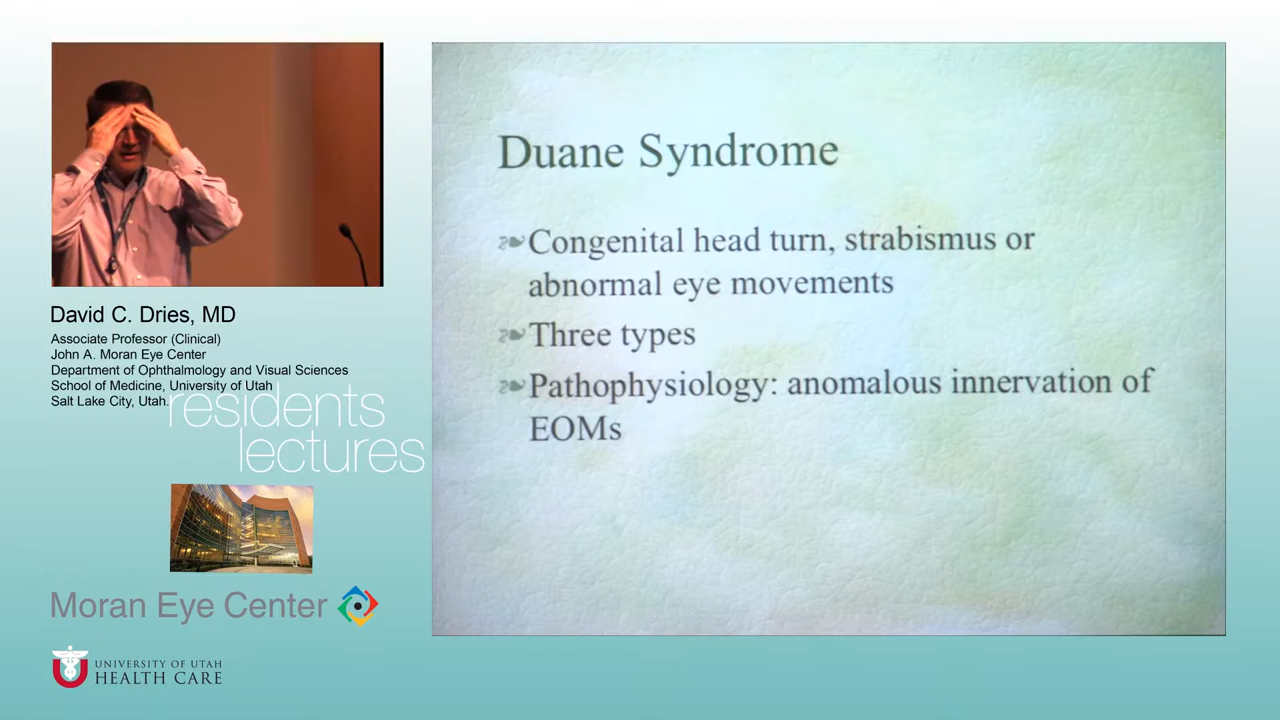 David C. Dries, MD
Associate Professor (Clinical)
John A. Moran Eye Center
Department of Ophthalmology and Visual Sciences
School of Medicine, University of Utah
Salt Lake City, Utah.
residents
lectures
Moran Eye Center
UNIVERSITY OF UTAH
HEALTH CARE
Duane Syndrome
Congenital head turn, strabismus or
abnormal eye movements
Three types
Pathophysiology: anomalous innervation of
EOMs